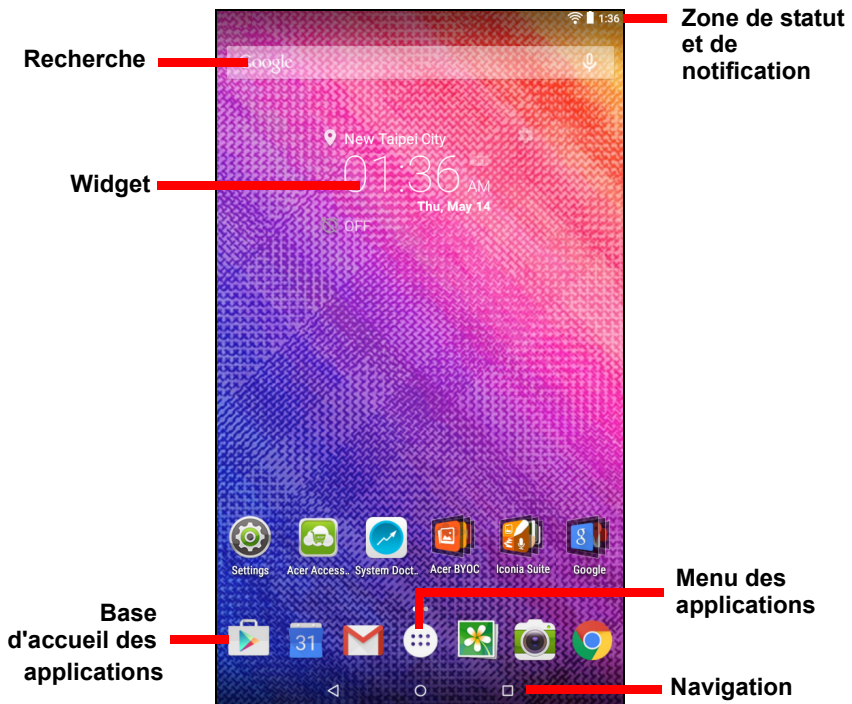 Zone de statut
et de
notification
1:36
Recherche
Google
New Taipei City
Widget
01:36 AM
Thu, May 14
OFF
Settings
Acer Access..
System Doct..
Acer BYOC
Iconia Suite
Google
8
Menu des
applications
Base
d'accueil des
applications
31
Navigation